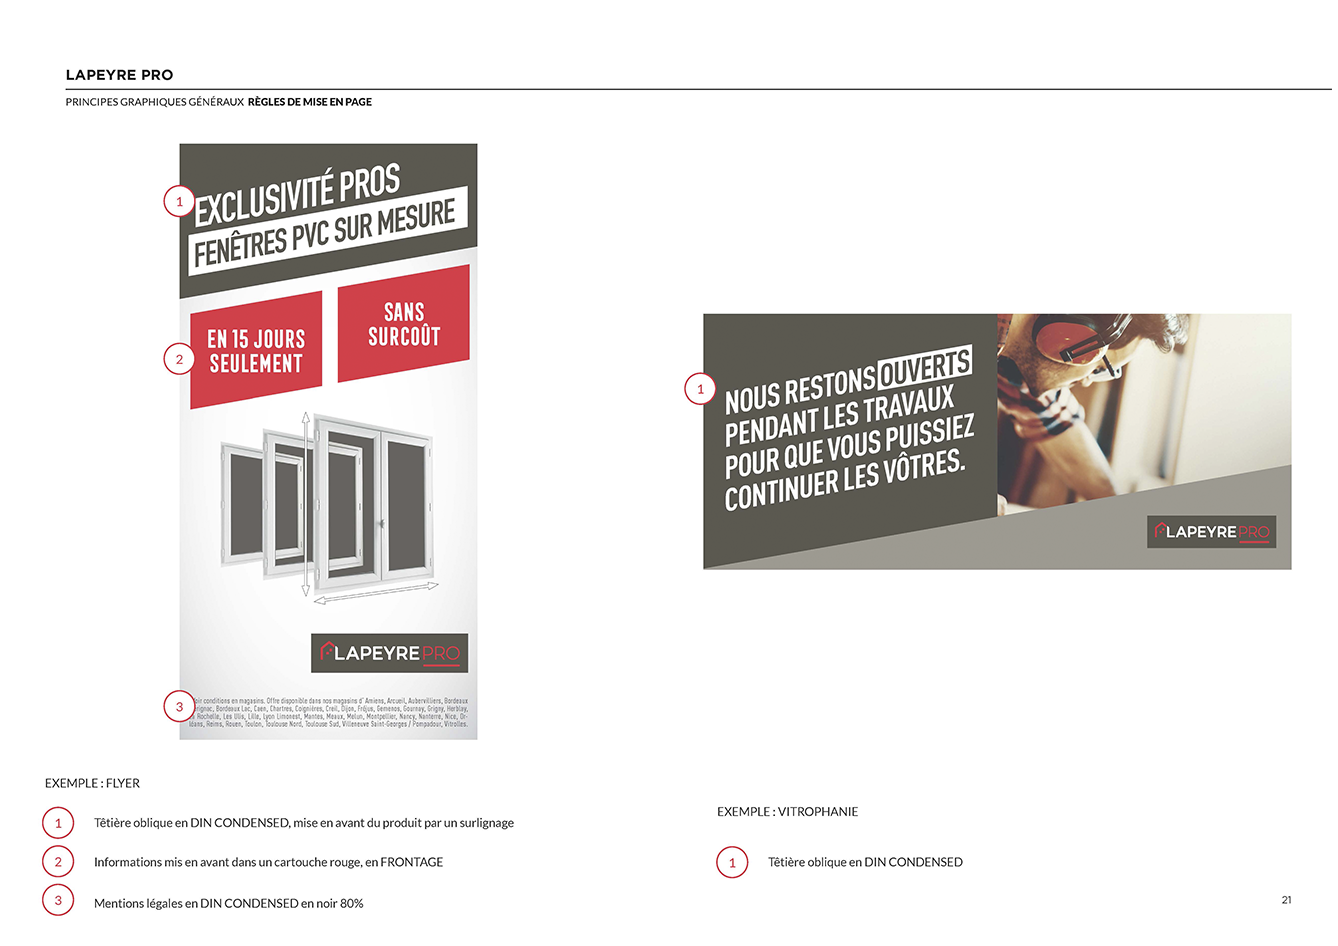 LAPEYRE PRO
PRINCIPES GRAPHIQUES GÉNÉRAUX RÈGLES DE MISE EN PAGE
1
EXCLUSIVITÉ PROS
FENÊTRES PVC SUR MESURE
2
EN 15 JOURS
SEULEMENT
SANS
SURCOÛT
LAPEYRE PRO
3
conditions en magasins. Offre disponible dans nos magasins d' Amiens, Arcueil, Aubervilliers, Bordeaux
Bordeaux Lac, Caen, Chartres, Coignières, Creil, Dijon, Fréjus, Gemenos, Gournay, Grigny, Herblay,
Rochelle, Les Ulis, Lille, Lyon Limonest, Mantes, Meaux, Melun, Montpellier, Nancy, Nanterre, Nice, Or-
léans, Reims, Rouen, Toulon, Toulouse Nord, Toulouse Sud, Villeneuve Saint-Georges / Pompadour, Vitrolles.
EXEMPLE : FLYER
1 Têtière oblique en DIN CONDENSED, mise en avant du produit par un surlignage
2 Informations mis en avant dans un cartouche rouge, en FRONTAGE
3 Mentions légales en DIN CONDENSED en noir 80%
1
NOUS RESTONS OUVERTS
PENDANT LES TRAVAUX
POUR QUE VOUS PUISSIEZ
CONTINUER LES VÔTRES.
LAPEYRE PRO
EXEMPLE : VITROPHANIE
1 Têtière oblique en DIN CONDENSED
21